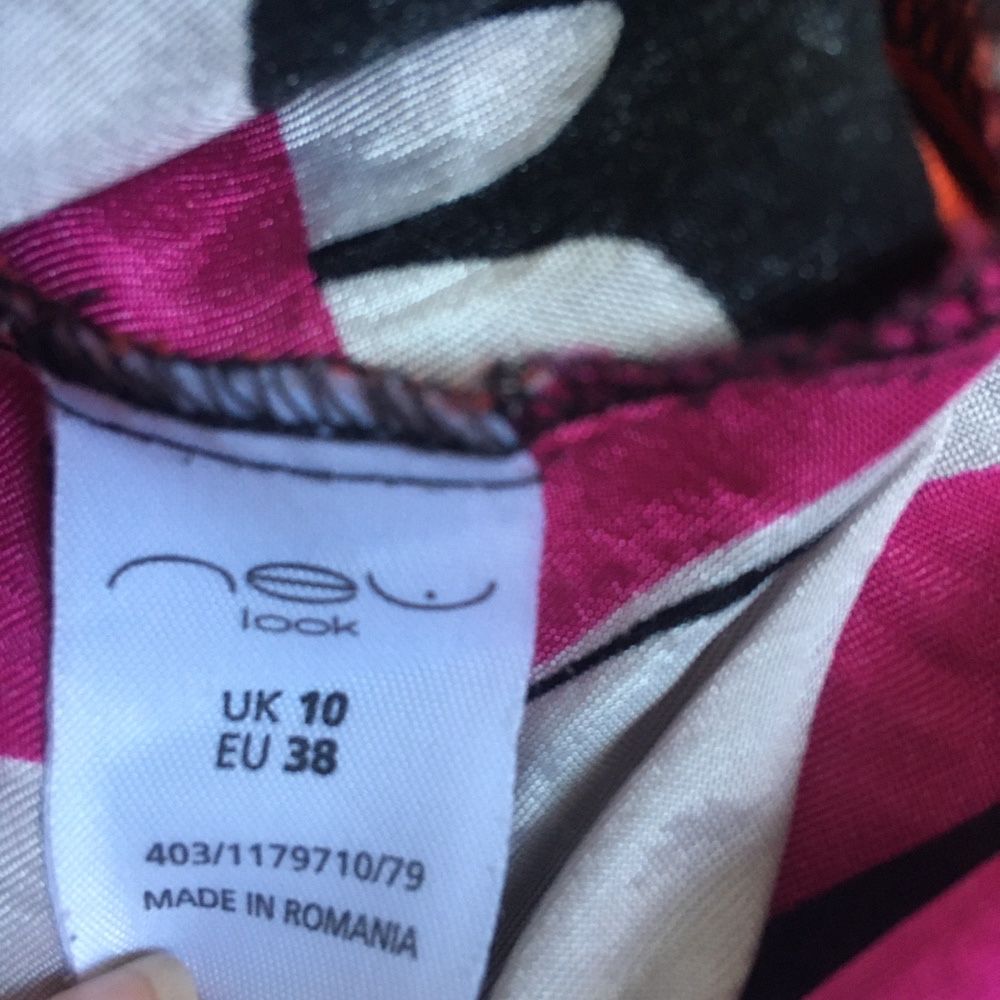 new
look
UK 10
EU 38
403/1179710/79
MADE IN ROMANIA